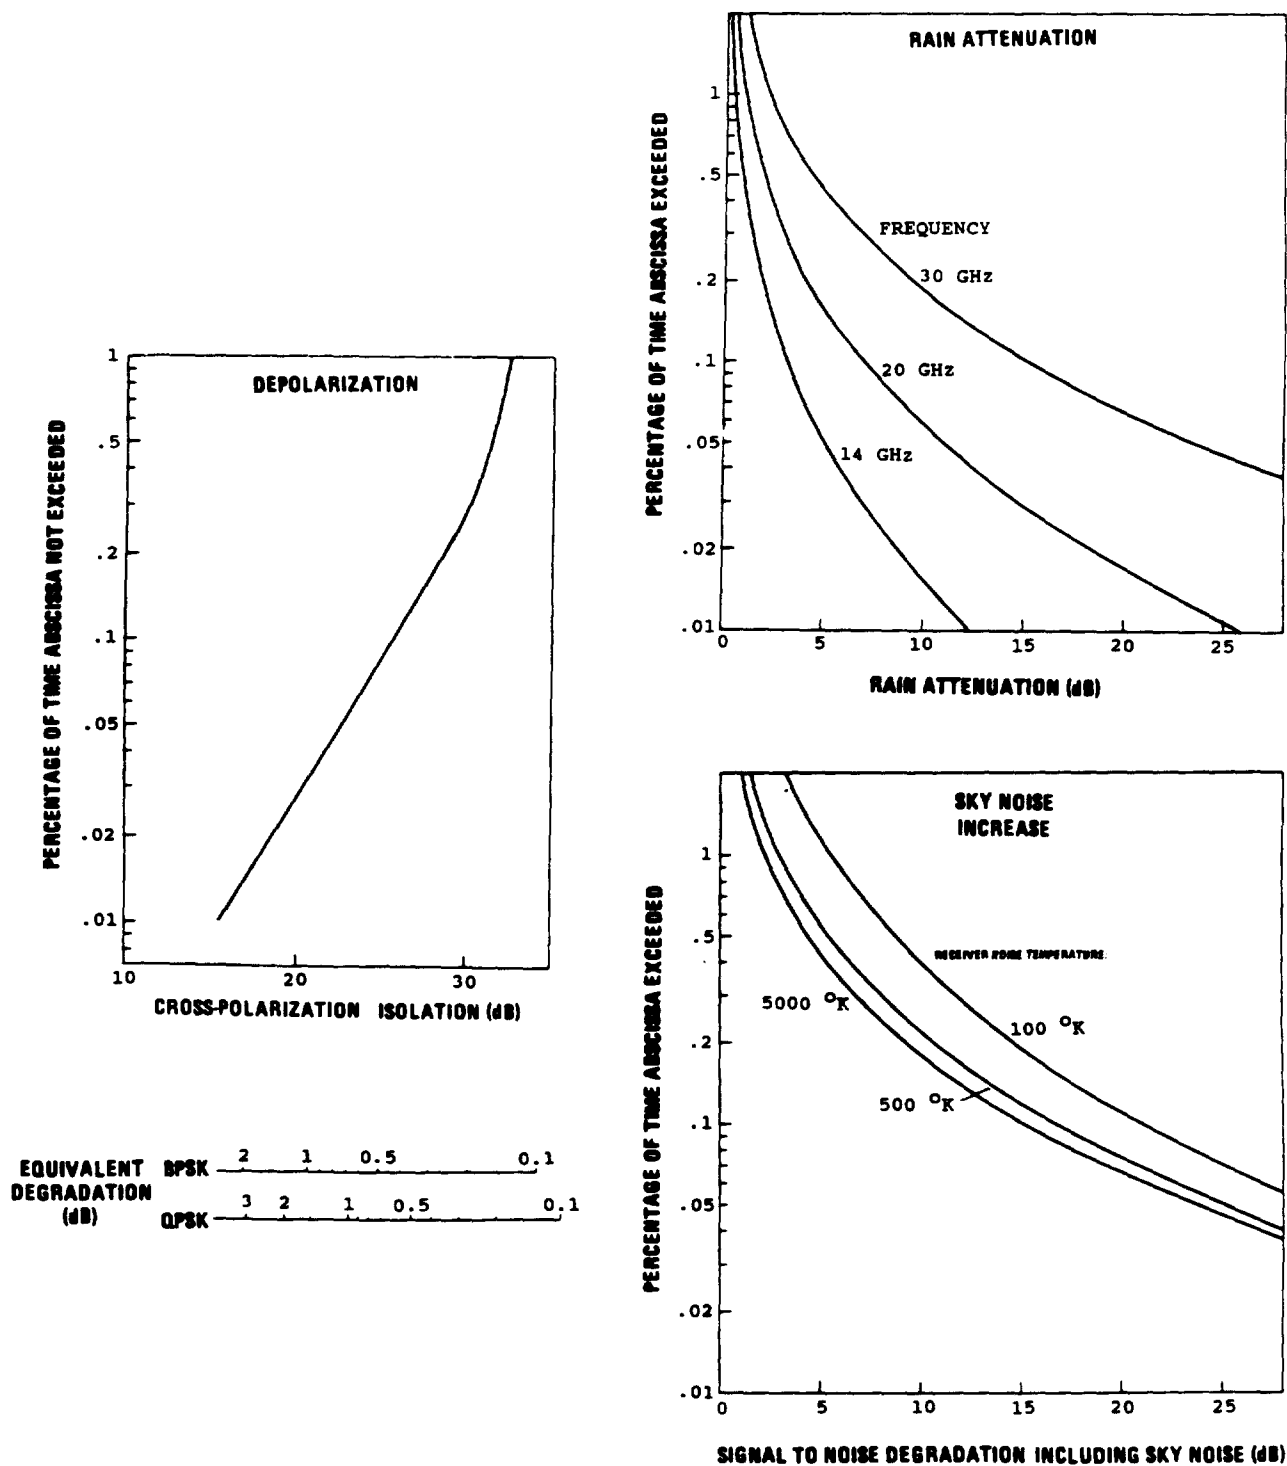 RAIN ATTENUATION
PERCENTAGE OF TIME ABSCISSA EXCEEDED
1
.5
.2
.1
.05
.02
.01
FREQUENCY
30 GHz
20 GHz
14 GHz
0 5 10 15 20 25
RAIN ATTENUATION (dB)
DEPOLARIZATION
PERCENTAGE OF TIME ABSCISSA NOT EXCEEDED
1
.5
.2
.1
.05
.02
.01
10 20 30
CROSS-POLARIZATION ISOLATION (dB)
SKY NOISE
INCREASE
PERCENTAGE OF TIME ABSCISSA EXCEEDED
1
.5
.2
.1
.05
.02
.01
RECEIVER NOISE TEMPERATURE
5000 °K
100 °K
500 °K
0 5 10 15 20 25
SIGNAL TO NOISE DEGRADATION INCLUDING SKY NOISE (dB)
EQUIVALENT
DEGRADATION
(dB)
BPSK 2 1 0.5 0.1
QPSK 3 2 1 0.5 0.1